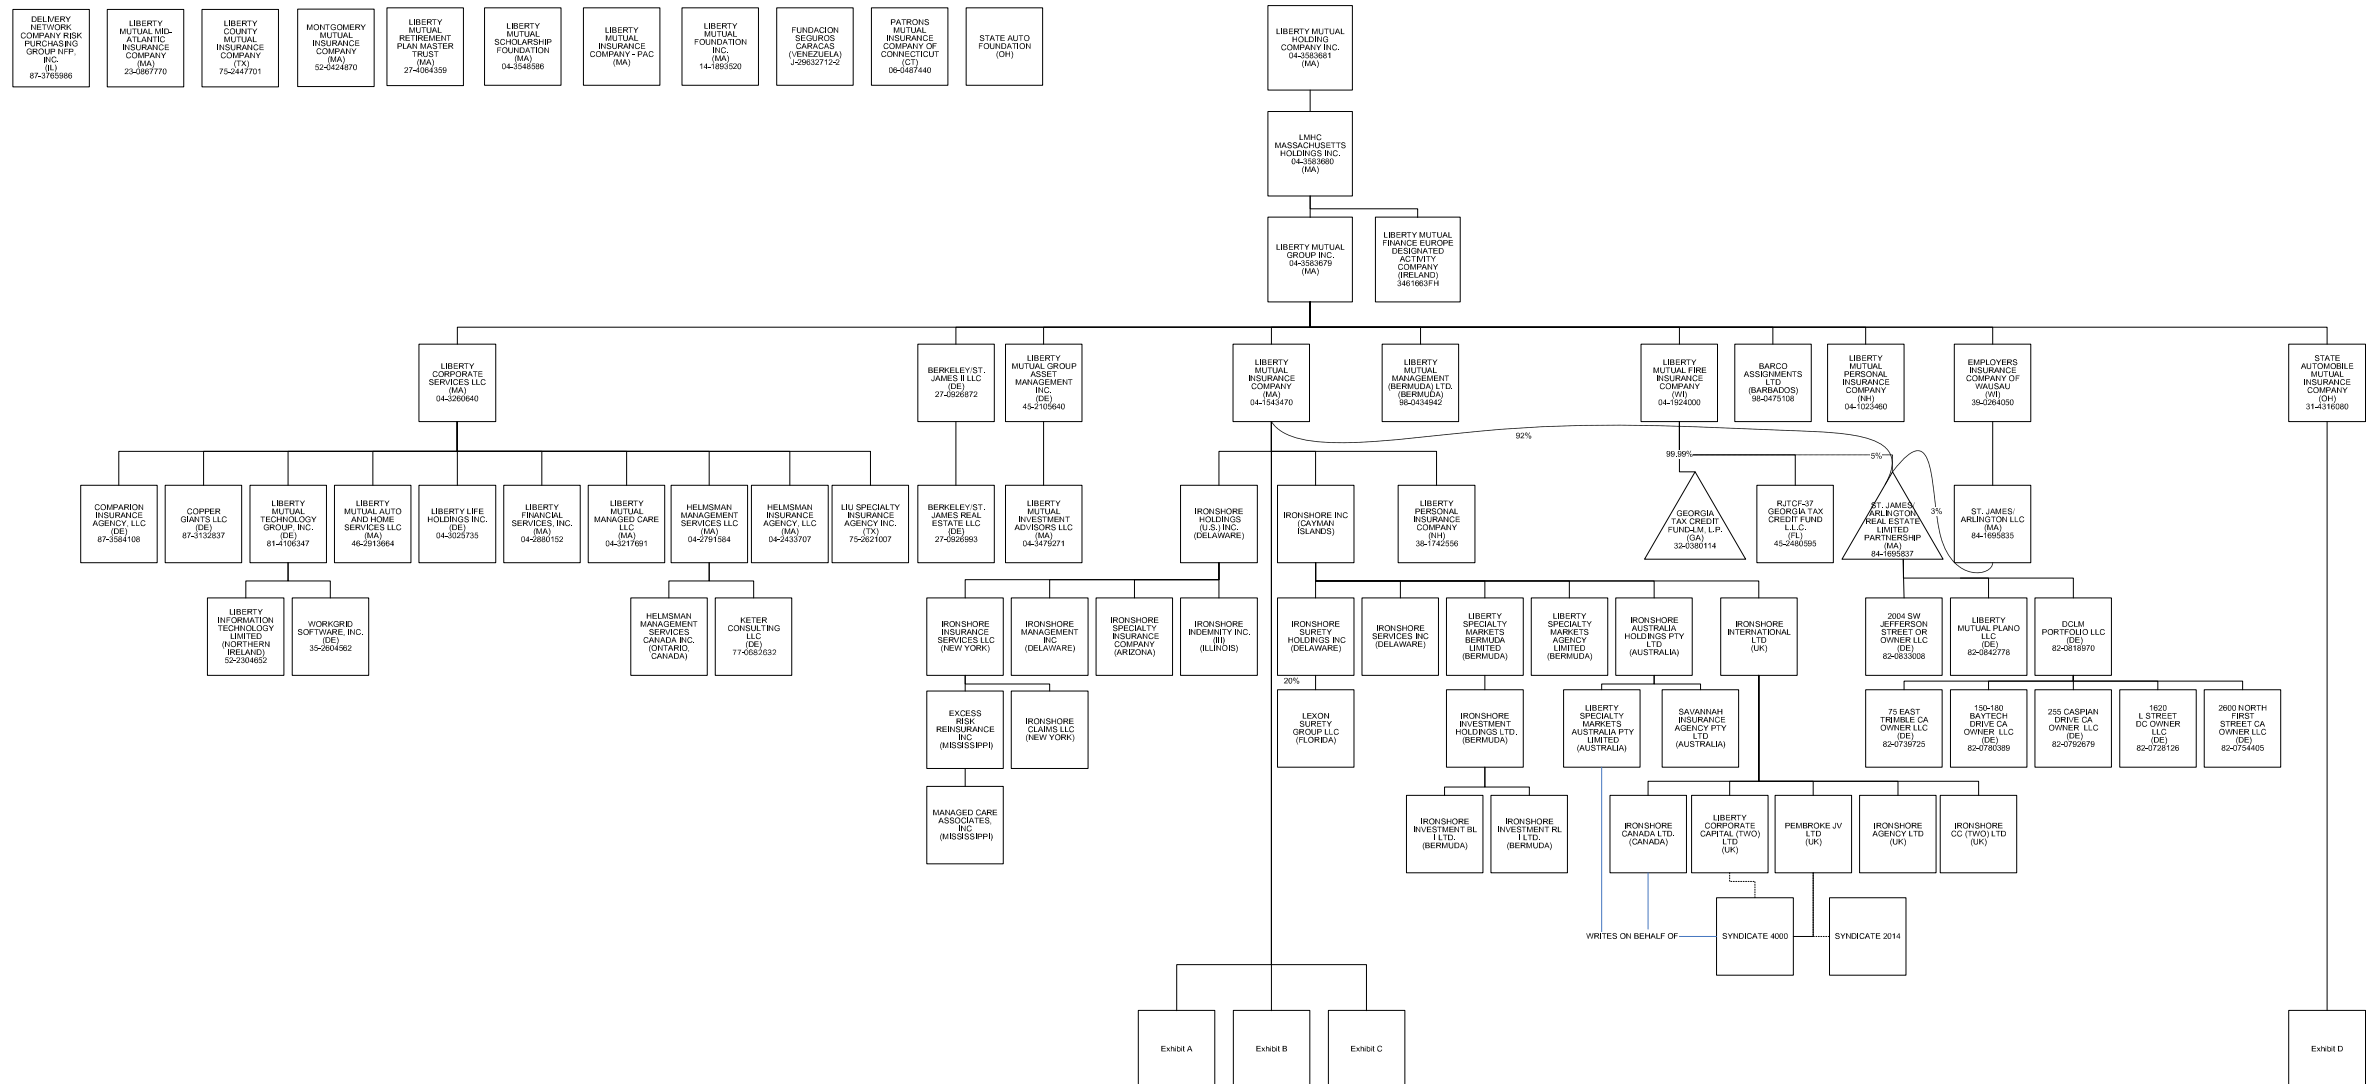 DELIVERY
NETWORK
COMPANY RISK
PURCHASING
GROUP NFP,
INC.
(IL)
87-3765986
LIBERTY
MUTUAL MID-
ATLANTIC
INSURANCE
COMPANY
(MA)
23-0867770
LIBERTY
COUNTY
MUTUAL
INSURANCE
COMPANY
(TX)
75-2447701
MONTGOMERY
MUTUAL
INSURANCE
COMPANY
(MA)
52-0424870
LIBERTY
MUTUAL
RETIREMENT
PLAN MASTER
TRUST
(MA)
27-4064359
LIBERTY
MUTUAL
SCHOLARSHIP
FOUNDATION
(MA)
04-3548586
LIBERTY
MUTUAL
INSURANCE
COMPANY - PAC
(MA)
LIBERTY
MUTUAL
FOUNDATION
INC.
(MA)
14-1893520
FUNDACION
SEGUROS
CARACAS
(VENEZUELA)
J-29632712-2
PATRONS
MUTUAL
INSURANCE
COMPANY OF
CONNECTICUT
(CT)
06-0487440
STATE AUTO
FOUNDATION
(OH)
LIBERTY MUTUAL
HOLDING
COMPANY INC.
04-3583681
(MA)
LMHC
MASSACHUSETTS
HOLDINGS INC.
04-3583680
(MA)
LIBERTY MUTUAL
GROUP INC.
04-3583679
(MA)
LIBERTY MUTUAL
FINANCE EUROPE
DESIGNATED
ACTIVITY
COMPANY
(IRELAND)
3461663FH
LIBERTY
CORPORATE
SERVICES LLC
(MA)
04-3260640
BERKELEY/ST.
JAMES II LLC
(DE)
27-0926872
LIBERTY
MUTUAL GROUP
ASSET
MANAGEMENT
INC.
(DE)
45-2105640
LIBERTY
MUTUAL
INSURANCE
COMPANY
(MA)
04-1543470
LIBERTY
MUTUAL
MANAGEMENT
(BERMUDA) LTD.
(BERMUDA)
98-0434942
LIBERTY
MUTUAL FIRE
INSURANCE
COMPANY
(WI)
04-1924000
BARCO
ASSIGNMENTS
LTD
(BARBADOS)
98-0475108
LIBERTY
MUTUAL
PERSONAL
INSURANCE
COMPANY
(NH)
04-1023460
EMPLOYERS
INSURANCE
COMPANY OF
WAUSAU
(WI)
39-0264050
STATE
AUTOMOBILE
MUTUAL
INSURANCE
COMPANY
(OH)
31-4316080
92%
99.99%
5%
3%
COMPARION
INSURANCE
AGENCY, LLC
(DE)
87-3584108
COPPER
GIANTS LLC
(DE)
87-3132837
LIBERTY
MUTUAL
TECHNOLOGY
GROUP, INC.
(DE)
81-4106347
LIBERTY
MUTUAL AUTO
AND HOME
SERVICES LLC
(MA)
46-2913664
LIBERTY LIFE
HOLDINGS INC.
(DE)
04-3025735
LIBERTY
FINANCIAL
SERVICES, INC.
(MA)
04-2880152
LIBERTY
MUTUAL
MANAGED CARE
LLC
(MA)
04-3217691
HELMSMAN
MANAGEMENT
SERVICES LLC
(MA)
04-2791584
HELMSMAN
INSURANCE
AGENCY, LLC
(MA)
04-2433707
LIU SPECIALTY
INSURANCE
AGENCY INC.
(TX)
75-2621007
BERKELEY/ST.
JAMES REAL
ESTATE LLC
(DE)
27-0926993
LIBERTY
MUTUAL
INVESTMENT
ADVISORS LLC
(MA)
04-3479271
IRONSHORE
HOLDINGS
(U.S.) INC.
(DELAWARE)
IRONSHORE INC
(CAYMAN
ISLANDS)
LIBERTY
PERSONAL
INSURANCE
COMPANY
(NH)
38-1742556
GEORGIA
TAX CREDIT
FUND-LM, L.P.
(GA)
32-0380114
RJTCF-37
GEORGIA TAX
CREDIT FUND
L.L.C.
(FL)
45-2480595
ST. JAMES/
ARLINGTON
REAL ESTATE
LIMITED
PARTNERSHIP
(MA)
84-1695837
ST. JAMES/
ARLINGTON LLC
(MA)
84-1695835
LIBERTY
INFORMATION
TECHNOLOGY
LIMITED
(NORTHERN
IRELAND)
52-2304652
WORKGRID
SOFTWARE, INC.
(DE)
35-2604562
HELMSMAN
MANAGEMENT
SERVICES
CANADA INC.
(ONTARIO,
CANADA)
KETER
CONSULTING
LLC
(DE)
77-0682632
IRONSHORE
INSURANCE
SERVICES LLC
(NEW YORK)
IRONSHORE
MANAGEMENT
INC
(DELAWARE)
IRONSHORE
SPECIALTY
INSURANCE
COMPANY
(ARIZONA)
IRONSHORE
INDEMNITY INC.
(III)
(ILLINOIS)
IRONSHORE
SURETY
HOLDINGS INC
(DELAWARE)
IRONSHORE
SERVICES INC
(DELAWARE)
LIBERTY
SPECIALTY
MARKETS
BERMUDA
LIMITED
(BERMUDA)
LIBERTY
SPECIALTY
MARKETS
AGENCY
LIMITED
(BERMUDA)
IRONSHORE
AUSTRALIA
HOLDINGS PTY
LTD
(AUSTRALIA)
IRONSHORE
INTERNATIONAL
LTD
(UK)
2004 SW
JEFFERSON
STREET OR
OWNER LLC
(DE)
82-0833008
LIBERTY
MUTUAL PLANO
LLC
(DE)
82-0842778
DCLM
PORTFOLIO LLC
(DE)
82-0818970
20%
EXCESS
RISK
REINSURANCE
INC
(MISSISSIPPI)
IRONSHORE
CLAIMS LLC
(NEW YORK)
LEXON
SURETY
GROUP LLC
(FLORIDA)
IRONSHORE
INVESTMENT
HOLDINGS LTD.
(BERMUDA)
LIBERTY
SPECIALTY
MARKETS
AUSTRALIA PTY
LIMITED
(AUSTRALIA)
SAVANNAH
INSURANCE
AGENCY PTY
LTD
(AUSTRALIA)
75 EAST
TRIMBLE CA
OWNER LLC
(DE)
82-0739725
150-180
BAYTECH
DRIVE CA
OWNER LLC
(DE)
82-0780389
255 CASPIAN
DRIVE CA
OWNER LLC
(DE)
82-0792679
1620
L STREET
DC OWNER
LLC
(DE)
82-0728126
2600 NORTH
FIRST
STREET CA
OWNER LLC
(DE)
82-0754405
MANAGED CARE
ASSOCIATES,
INC
(MISSISSIPPI)
IRONSHORE
INVESTMENT BL
I LTD.
(BERMUDA)
IRONSHORE
INVESTMENT RL
I LTD.
(BERMUDA)
IRONSHORE
CANADA LTD.
(CANADA)
LIBERTY
CORPORATE
CAPITAL (TWO)
LTD
(UK)
PEMBROKE JV
LTD
(UK)
IRONSHORE
AGENCY LTD
(UK)
IRONSHORE
CC (TWO) LTD
(UK)
WRITES ON BEHALF OF
SYNDICATE 4000
SYNDICATE 2014
Exhibit A
Exhibit B
Exhibit C
Exhibit D